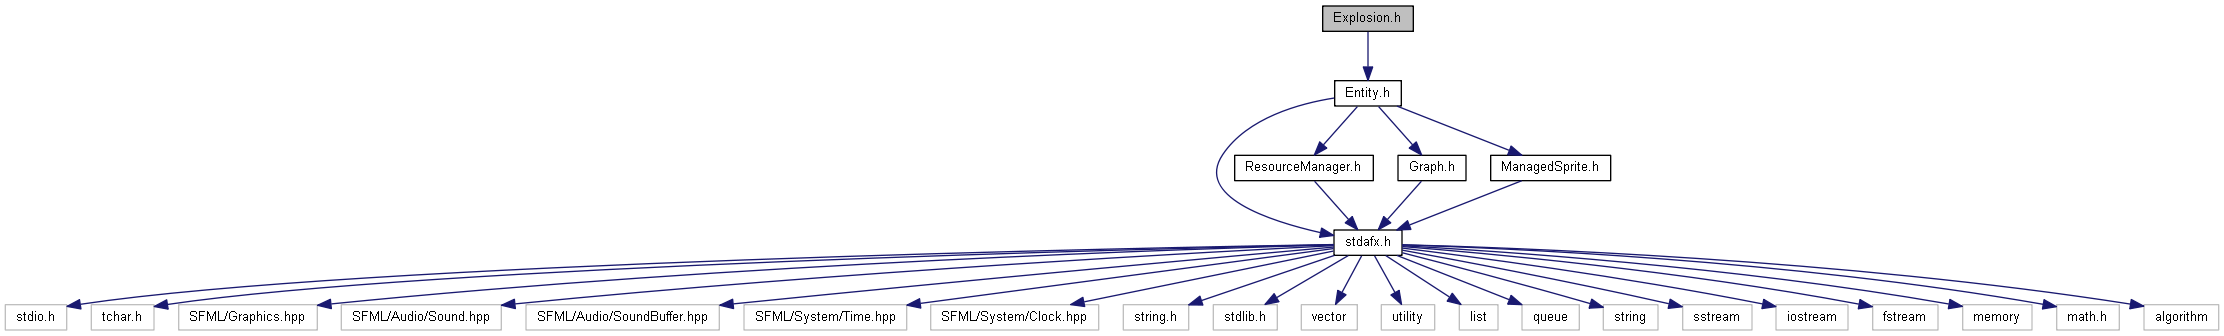 Explosion.h
Entity.h
ResourceManager.h
Graph.h
ManagedSprite.h
stdafx.h
stdio.h
tchar.h
SFML/Graphics.hpp
SFML/Audio/Sound.hpp
SFML/Audio/SoundBuffer.hpp
SFML/System/Time.hpp
SFML/System/Clock.hpp
string.h
stdlib.h
vector
utility
list
queue
string
sstream
iostream
fstream
memory
math.h
algorithm